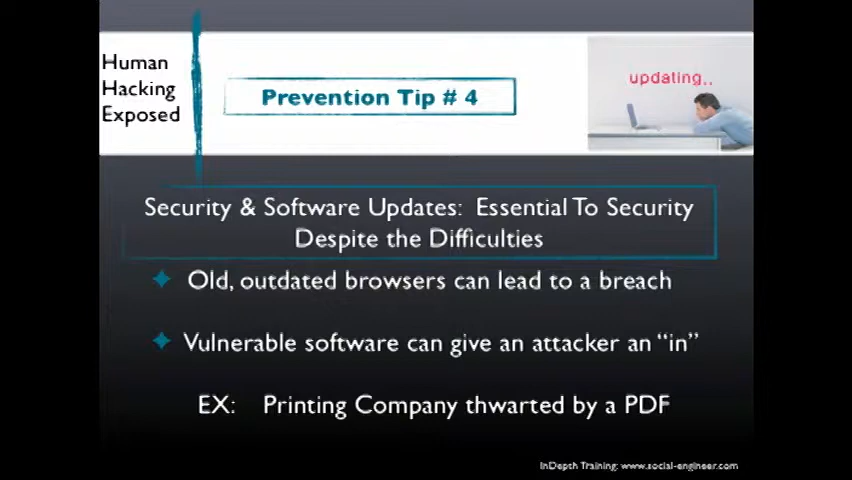 Human
Hacking
Exposed
Prevention Tip # 4
updating..
Security & Software Updates: Essential To Security
Despite the Difficulties
Old, outdated browsers can lead to a breach
Vulnerable software can give an attacker an “in”
EX: Printing Company thwarted by a PDF
InDepth Training: www.social-engineer.com